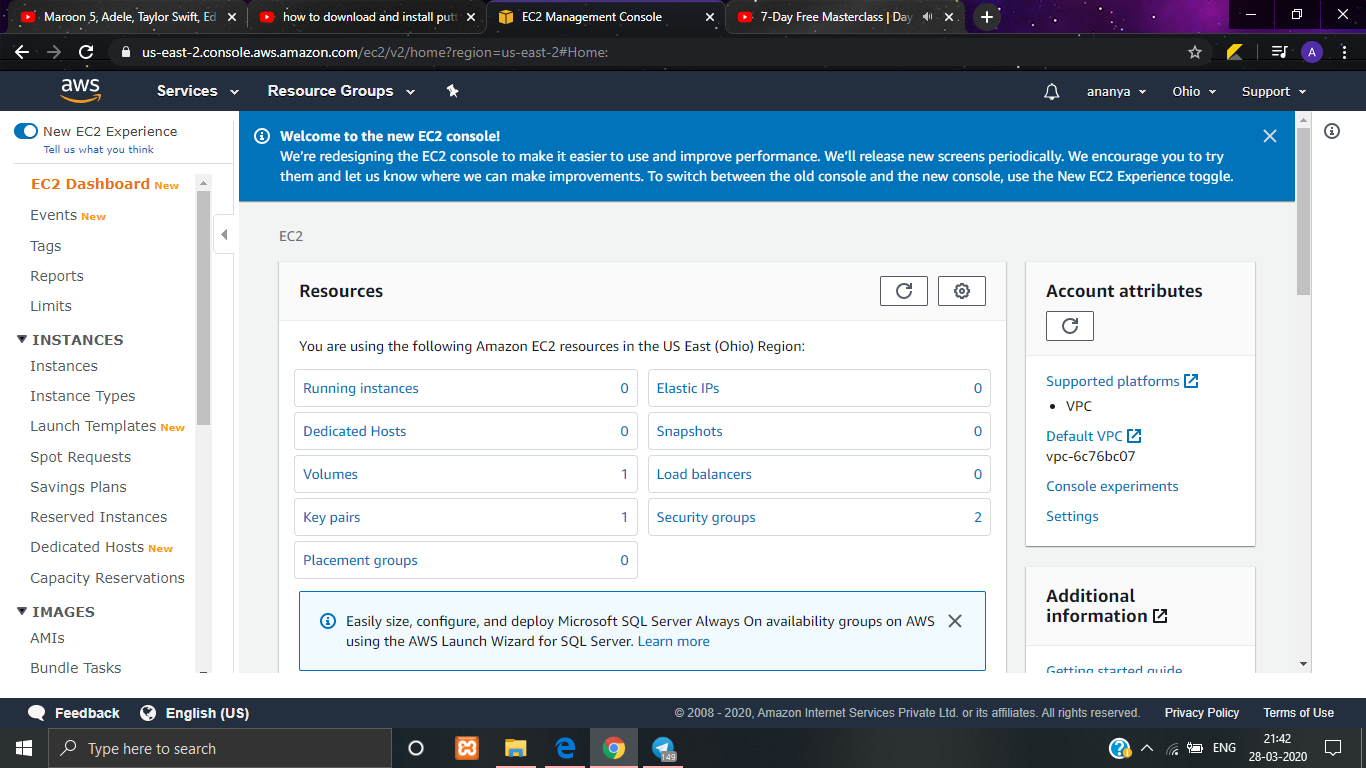 Maroon 5, Adele, Taylor Swift, Ed
how to download and install putt
EC2 Management Console
7-Day Free Masterclass | Day
us-east-2.console.aws.amazon.com/ec2/v2/home?region=us-east-2#Home:
A
aws
Services
Resource Groups
ananya
Ohio
Support
New EC2 Experience
Tell us what you think
EC2 Dashboard New
Events New
Tags
Reports
Limits
INSTANCES
Instances
Instance Types
Launch Templates New
Spot Requests
Savings Plans
Reserved Instances
Dedicated Hosts New
Capacity Reservations
IMAGES
AMIs
Bundle Tasks
Welcome to the new EC2 console!
We're redesigning the EC2 console to make it easier to use and improve performance. We'll release new screens periodically. We encourage you to try
them and let us know where we can make improvements. To switch between the old console and the new console, use the New EC2 Experience toggle.
EC2
Resources
You are using the following Amazon EC2 resources in the US East (Ohio) Region:
Running instances 0
Elastic IPs 0
Dedicated Hosts 0
Snapshots 0
Volumes 1
Load balancers 0
Key pairs 1
Security groups 2
Placement groups 0
Easily size, configure, and deploy Microsoft SQL Server Always On availability groups on AWS
using the AWS Launch Wizard for SQL Server. Learn more
Account attributes
Supported platforms
• VPC
Default VPC
vpc-6c76bc07
Console experiments
Settings
Additional
information
Getting started guide
Feedback
English (US)
© 2008 - 2020, Amazon Internet Services Private Ltd. or its affiliates. All rights reserved.
Privacy Policy
Terms of Use
Type here to search
149
ENG
21:42
28-03-2020